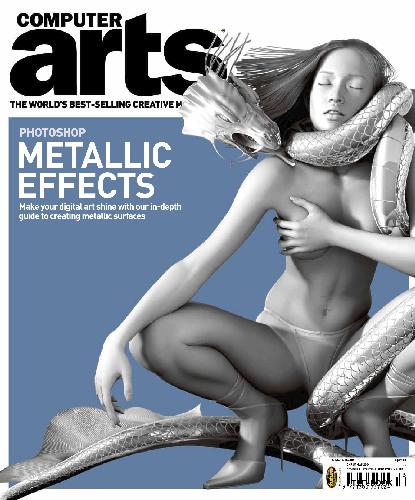 COMPUTER
arts
THE WORLD'S BEST-SELLING CREATIVE M
PHOTOSHOP
METALLIC
EFFECTS
Make your digital art shine with our in-depth
guide to creating metallic surfaces